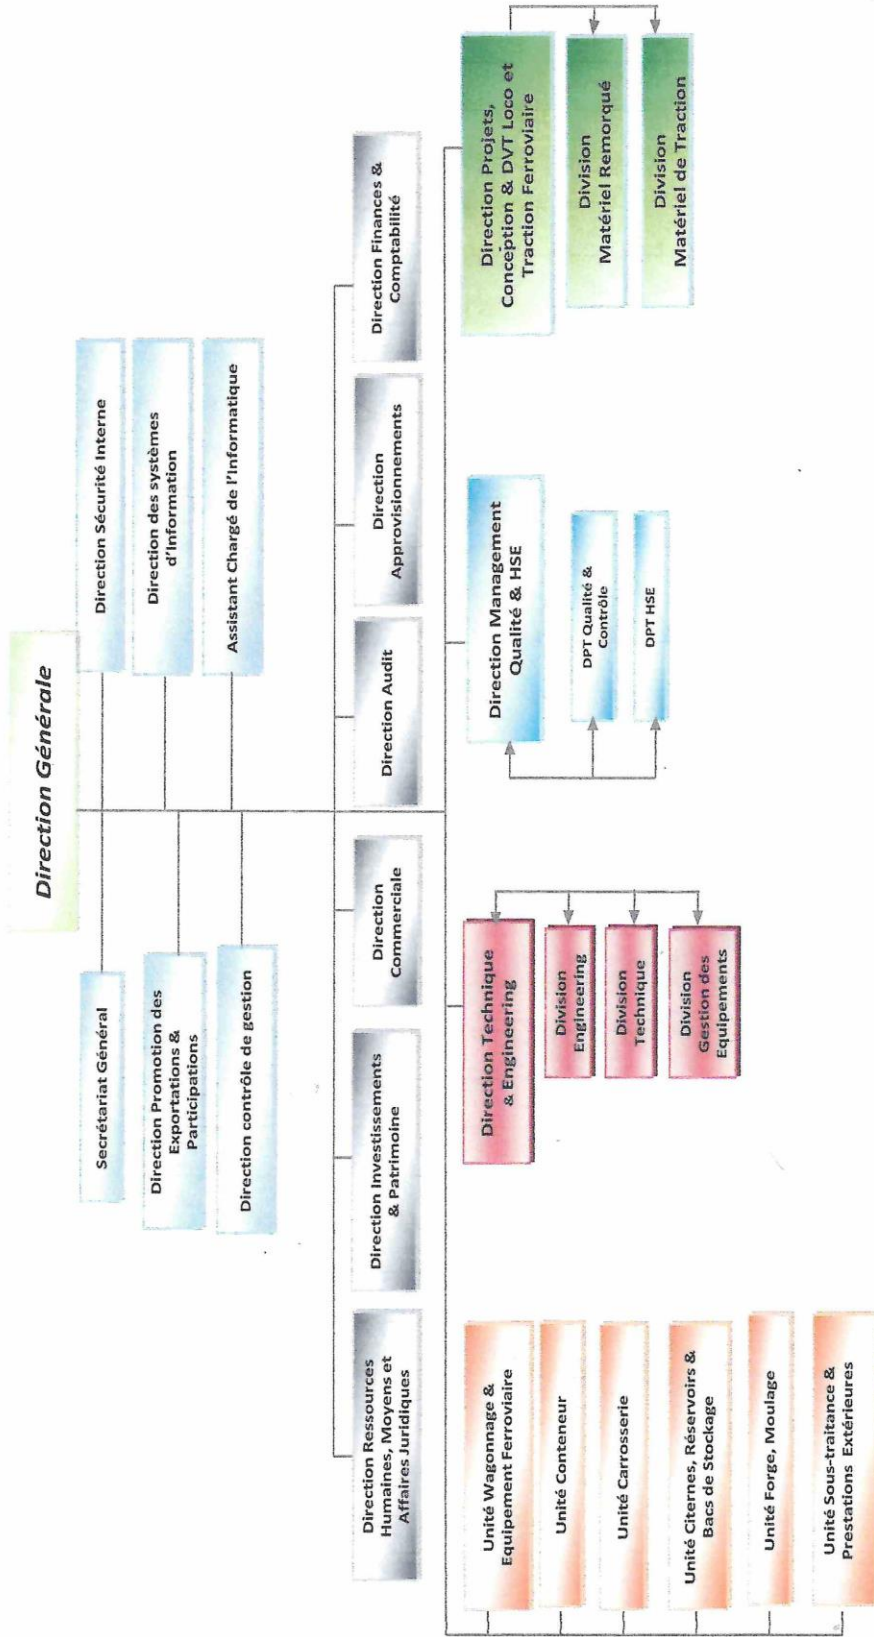 Direction Générale
Secrétariat Général
Direction Promotion des
Exportations &
Participations
Direction contrôle de gestion
Direction Sécurité Interne
Direction des systèmes
d'Information
Assistant Chargé de l'Informatique
Direction Ressources
Humaines, Moyens et
Affaires Juridiques
Direction Investissements
& Patrimoine
Direction
Commerciale
Direction Audit
Direction
Approvisionnements
Direction Finances &
Comptabilité
Unité Wagonnage &
Equipement Ferroviaire
Unité Conteneur
Unité Carrosserie
Unité Citernes, Réservoirs &
Bacs de Stockage
Unité Forge, Moulage
Unité Sous-traitance &
Prestations Extérieures
Direction Technique
& Engineering
Division
Engineering
Division
Technique
Division
Gestion des
Equipements
Direction Management
Qualité & HSE
DPT Qualité &
Contrôle
DPT HSE
Direction Projets,
Conception & DVT Loco et
Traction Ferroviaire
Division
Matériel Remorqué
Division
Matériel de Traction